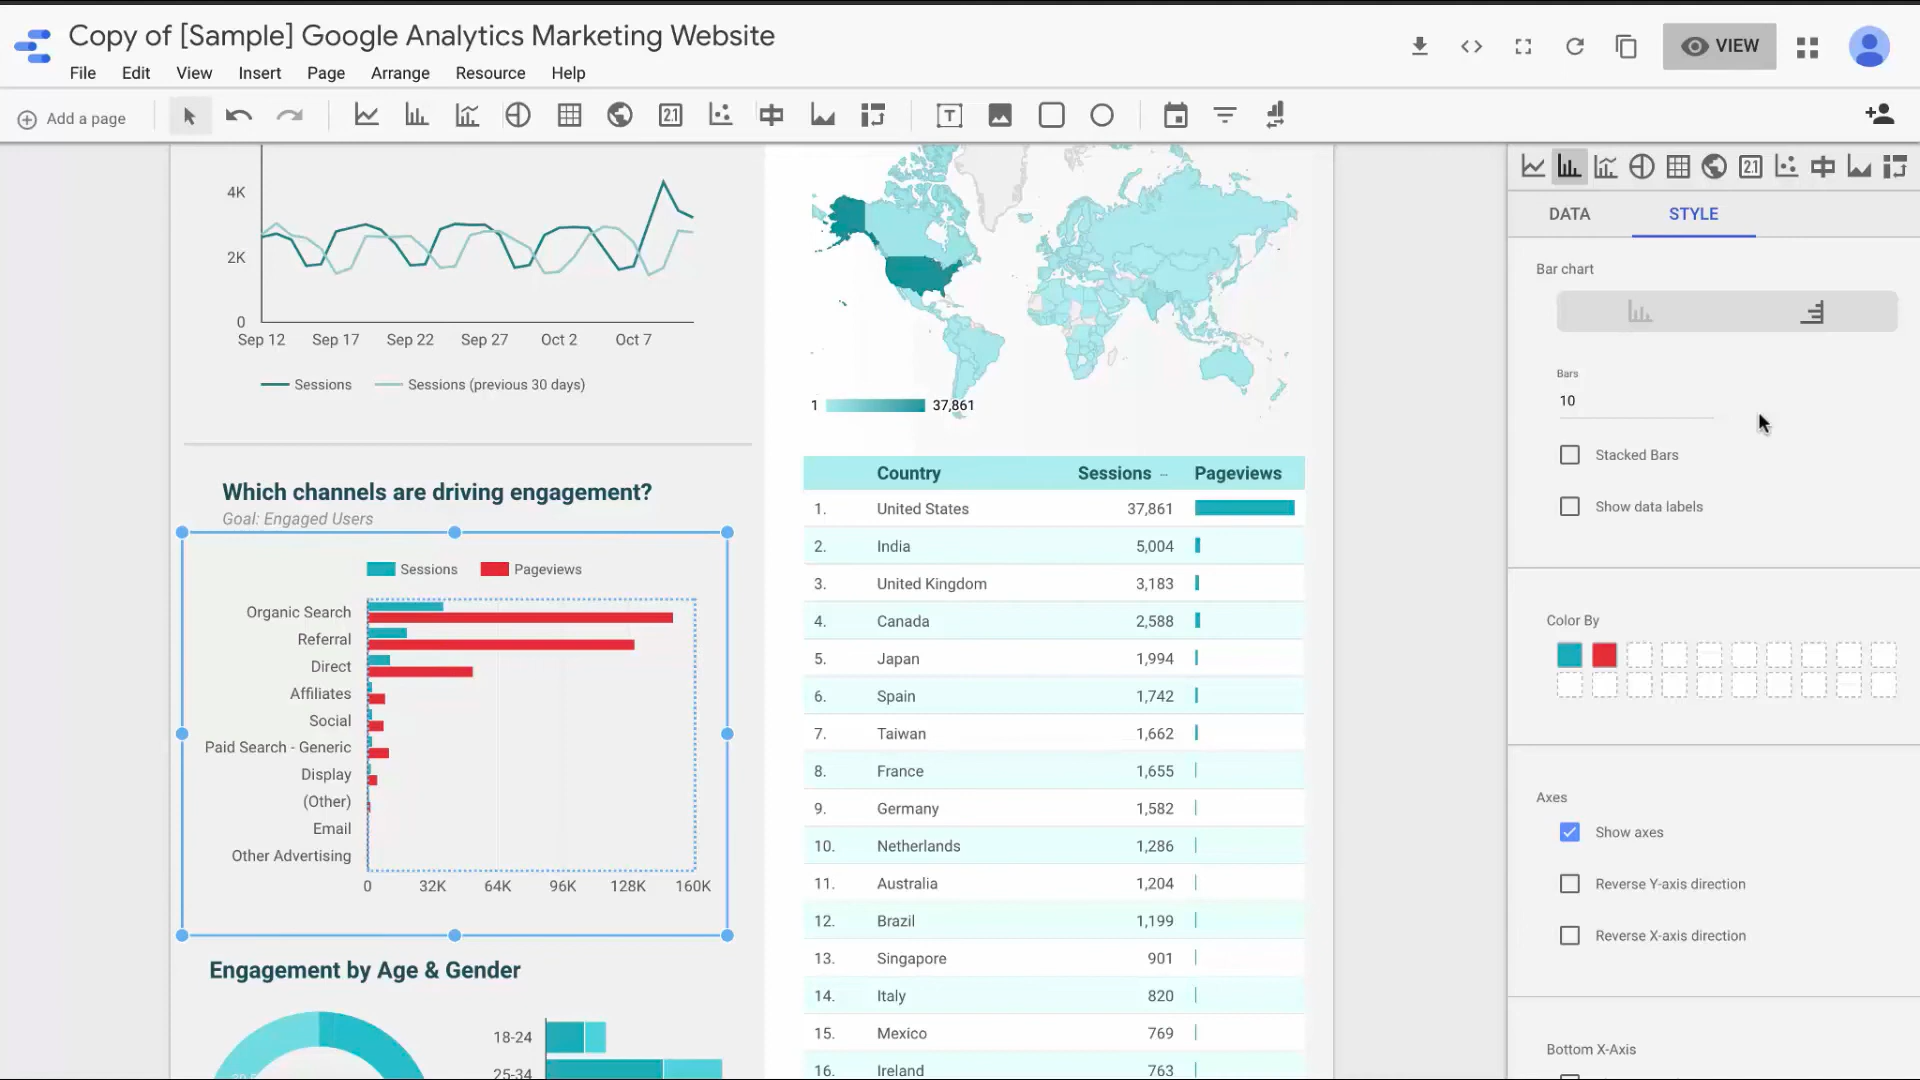 Copy of [Sample] Google Analytics Marketing Website
File Edit View Insert Page Arrange Resource Help
VIEW
Add a page
4K
2K
0
Sep 12 Sep 17 Sep 22 Sep 27 Oct 2 Oct 7
Sessions Sessions (previous 30 days)
1 37,861
Which channels are driving engagement?
Goal: Engaged Users
Sessions Pageviews
Organic Search
Referral
Direct
Affiliates
Social
Paid Search - Generic
Display
(Other)
Email
Other Advertising
0 32K 64K 96K 128K 160K
Engagement by Age & Gender
18-24
25-34
Country Sessions Pageviews
1. United States 37,861
2. India 5,004
3. United Kingdom 3,183
4. Canada 2,588
5. Japan 1,994
6. Spain 1,742
7. Taiwan 1,662
8. France 1,655
9. Germany 1,582
10. Netherlands 1,286
11. Australia 1,204
12. Brazil 1,199
13. Singapore 901
14. Italy 820
15. Mexico 769
16. Ireland 763
DATA STYLE
Bar chart
Bars
10
Stacked Bars
Show data labels
Color By
Axes
Show axes
Reverse Y-axis direction
Reverse X-axis direction
Bottom X-Axis